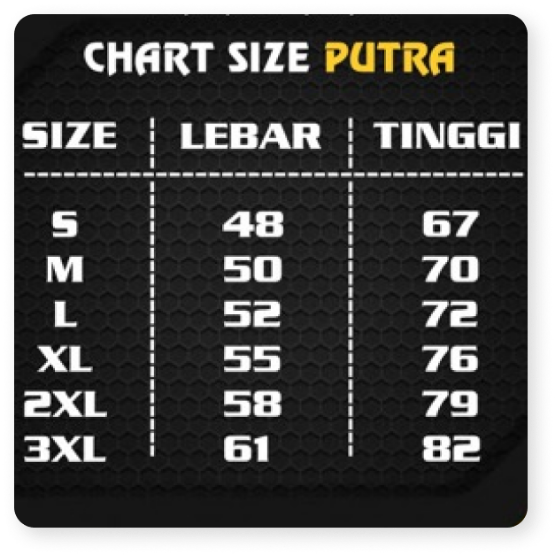 CHART SIZE PUTRA
SIZE LEBAR TINGGI
S 48 67
M 50 70
L 52 72
XL 55 76
2XL 58 79
3XL 61 82